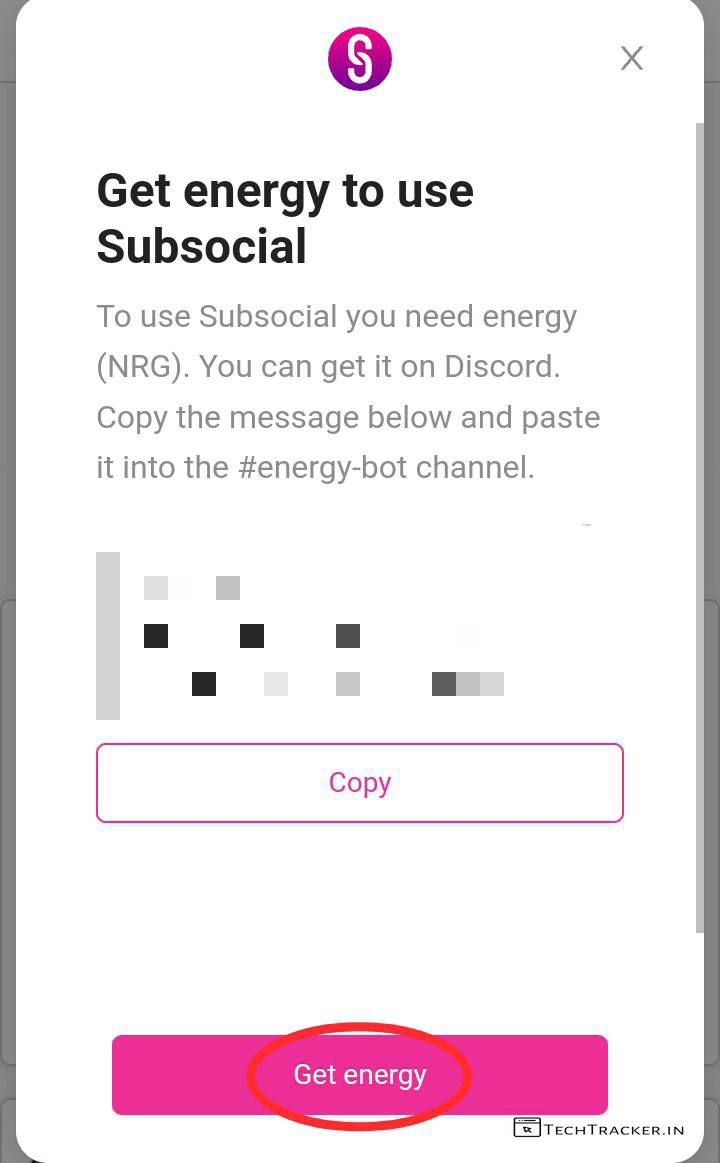 Get energy to use
Subsocial
To use Subsocial you need energy
(NRG). You can get it on Discord.
Copy the message below and paste
it into the #energy-bot channel.
Copy
Get energy
TECHTRACKER.IN